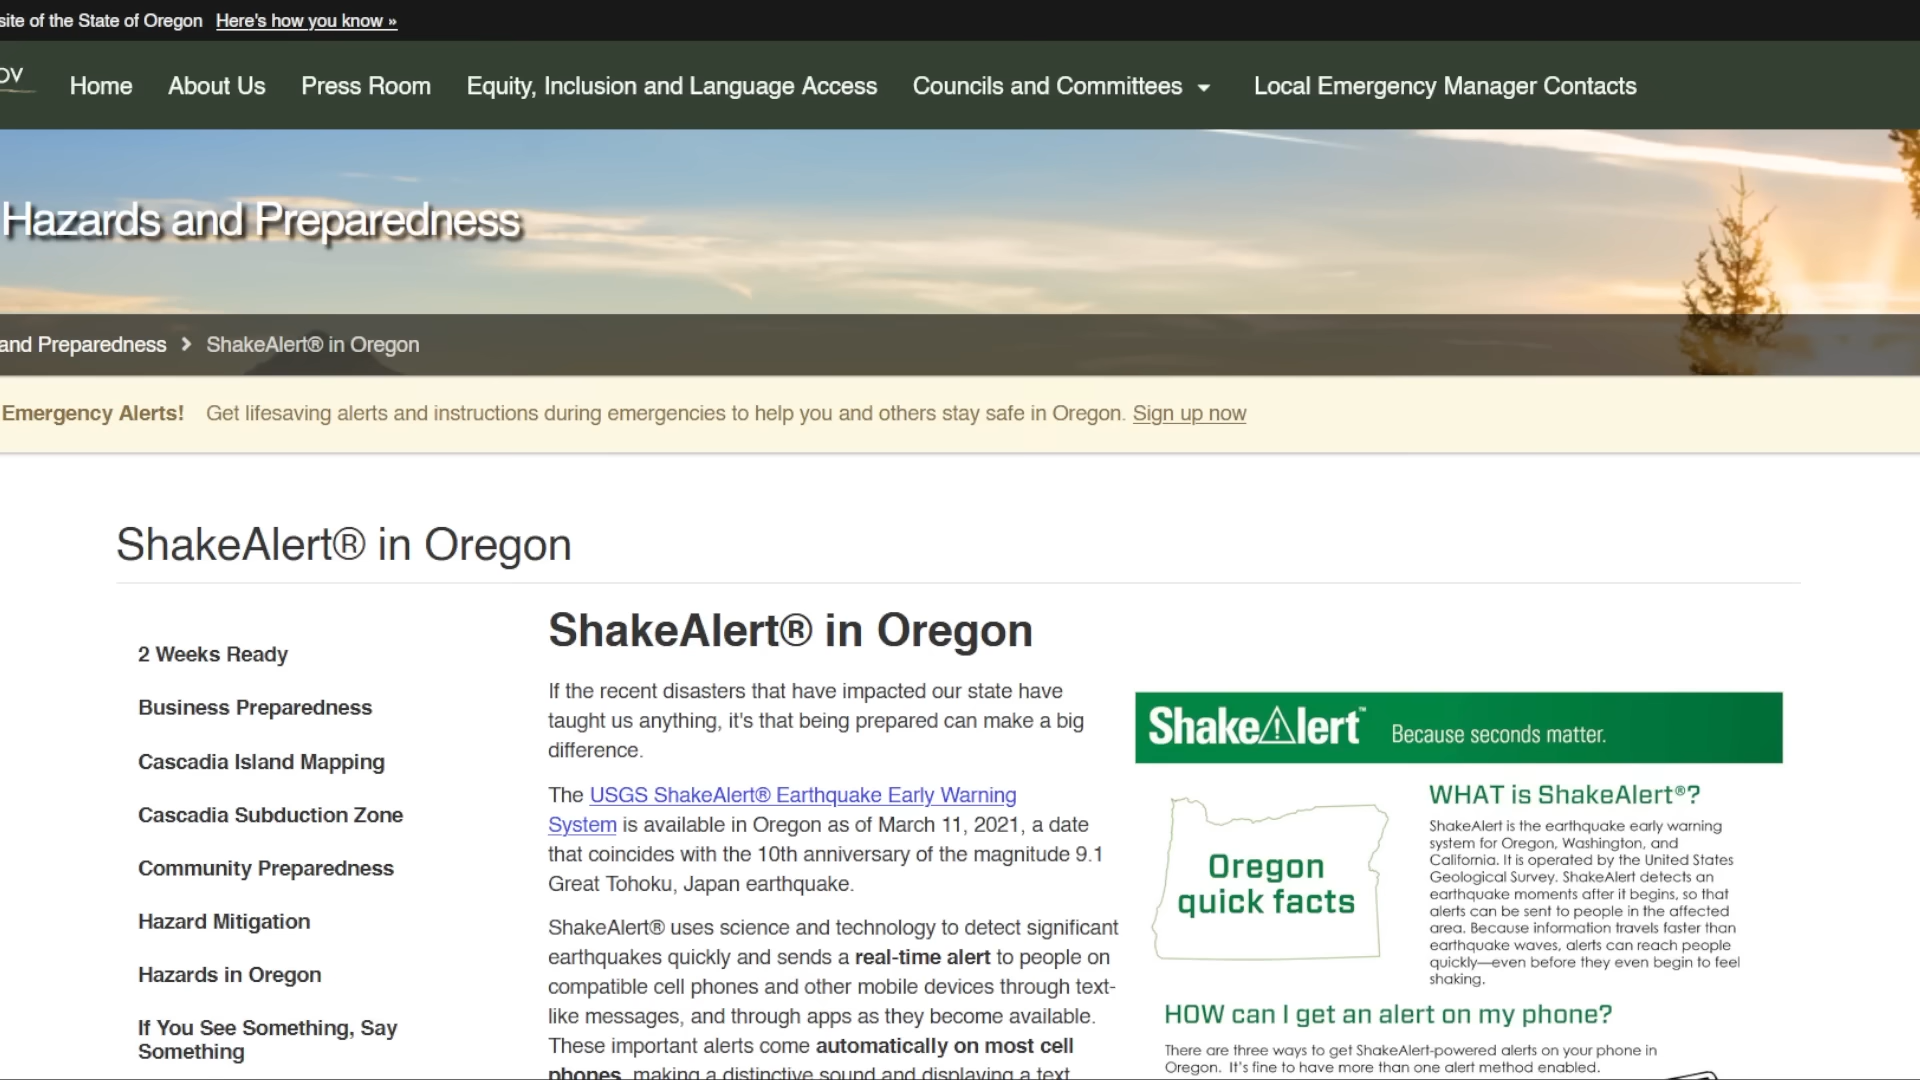 site of the State of Oregon Here's how you know »
OV Home About Us Press Room Equity, Inclusion and Language Access Councils and Committees Local Emergency Manager Contacts
Hazards and Preparedness
and Preparedness > ShakeAlert® in Oregon
Emergency Alerts! Get lifesaving alerts and instructions during emergencies to help you and others stay safe in Oregon. Sign up now
ShakeAlert® in Oregon
2 Weeks Ready
Business Preparedness
Cascadia Island Mapping
Cascadia Subduction Zone
Community Preparedness
Hazard Mitigation
Hazards in Oregon
If You See Something, Say
Something
ShakeAlert® in Oregon
If the recent disasters that have impacted our state have
taught us anything, it's that being prepared can make a big
difference.
The USGS ShakeAlert® Earthquake Early Warning
System is available in Oregon as of March 11, 2021, a date
that coincides with the 10th anniversary of the magnitude 9.1
Great Tohoku, Japan earthquake.
ShakeAlert® uses science and technology to detect significant
earthquakes quickly and sends a real-time alert to people on
compatible cell phones and other mobile devices through text-
like messages, and through apps as they become available.
These important alerts come automatically on most cell
phones, making a distinctive sound and displaying a text
ShakeAlert™ Because seconds matter.
Oregon
quick facts
WHAT is ShakeAlert®?
ShakeAlert is the earthquake early warning
system for Oregon, Washington, and
California. It is operated by the United States
Geological Survey. ShakeAlert detects an
earthquake moments after it begins, so that
alerts can be sent to people in the affected
area. Because information travels faster than
earthquake waves, alerts can reach people
quickly—even before they even begin to feel
shaking.
HOW can I get an alert on my phone?
There are three ways to get ShakeAlert-powered alerts on your phone in
Oregon. It's fine to have more than one alert method enabled.